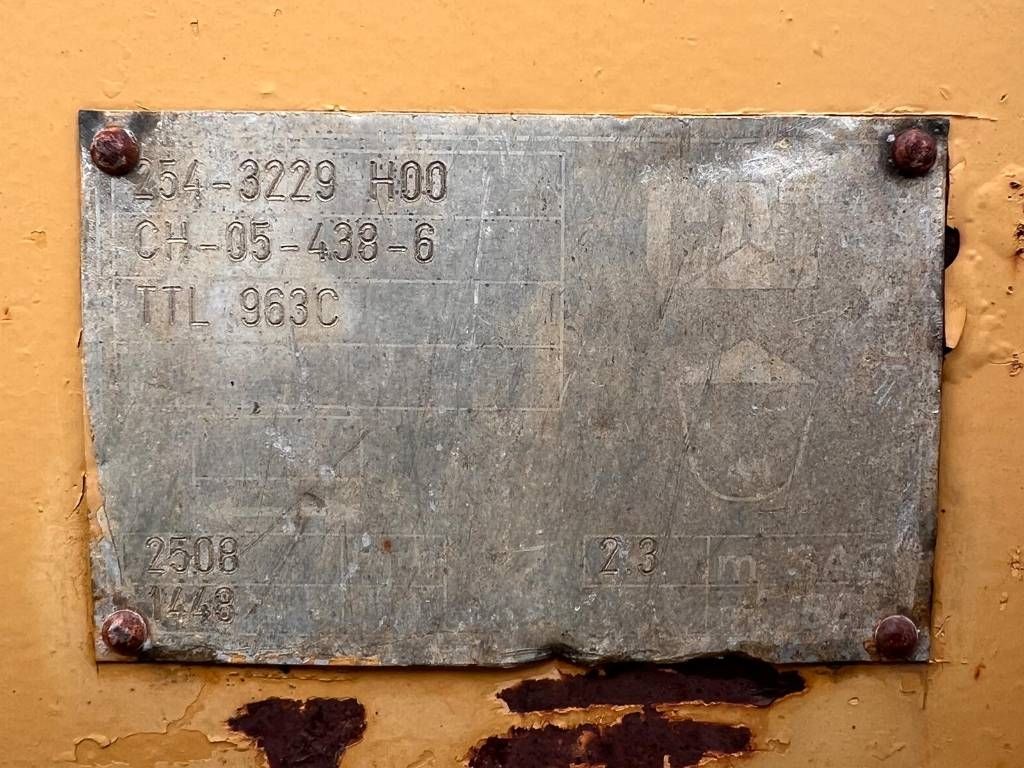 254-3229 H00
CH-05-438-6
TTL 963C
2508
1448
2.3 m